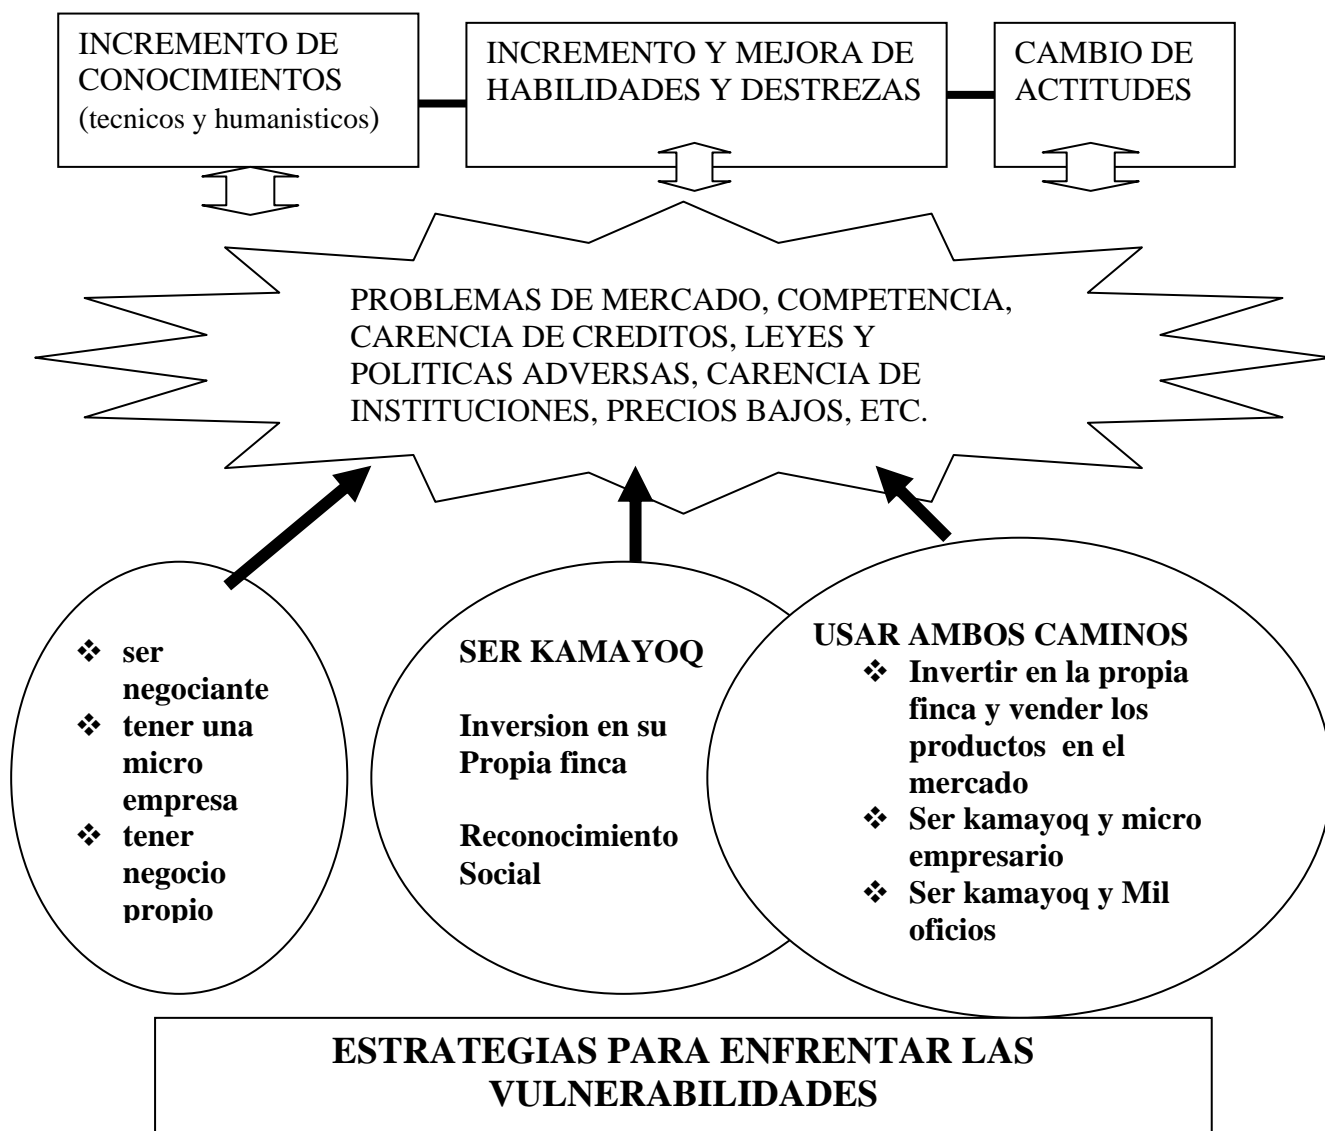 INCREMENTO DE
CONOCIMIENTOS
(tecnicos y humanisticos)
INCREMENTO Y MEJORA DE
HABILIDADES Y DESTREZAS
CAMBIO DE
ACTITUDES
PROBLEMAS DE MERCADO, COMPETENCIA,
CARENCIA DE CREDITOS, LEYES Y
POLITICAS ADVERSAS, CARENCIA DE
INSTITUCIONES, PRECIOS BAJOS, ETC.
❖ ser
negociante
❖ tener una
micro
empresa
❖ tener
negocio
propio
SER KAMAYOQ
Inversion en su
Propia finca
Reconocimiento
Social
USAR AMBOS CAMINOS
❖ Invertir en la propia
finca y vender los
productos en el
mercado
❖ Ser kamayoq y micro
empresario
❖ Ser kamayoq y Mil
oficios
ESTRATEGIAS PARA ENFRENTAR LAS
VULNERABILIDADES